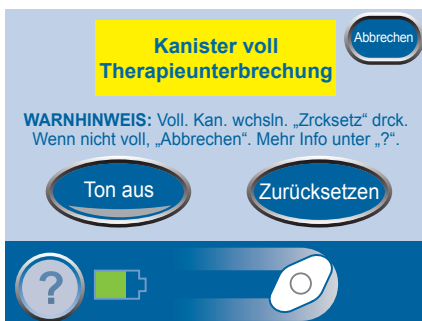 Kanister voll
Therapieunterbrechung
Abbrechen
WARNHINWEIS: Voll. Kan. wchsln. „Zrcksetz" drck.
Wenn nicht voll, „Abbrechen". Mehr Info unter „?".
Ton aus
Zurücksetzen
?